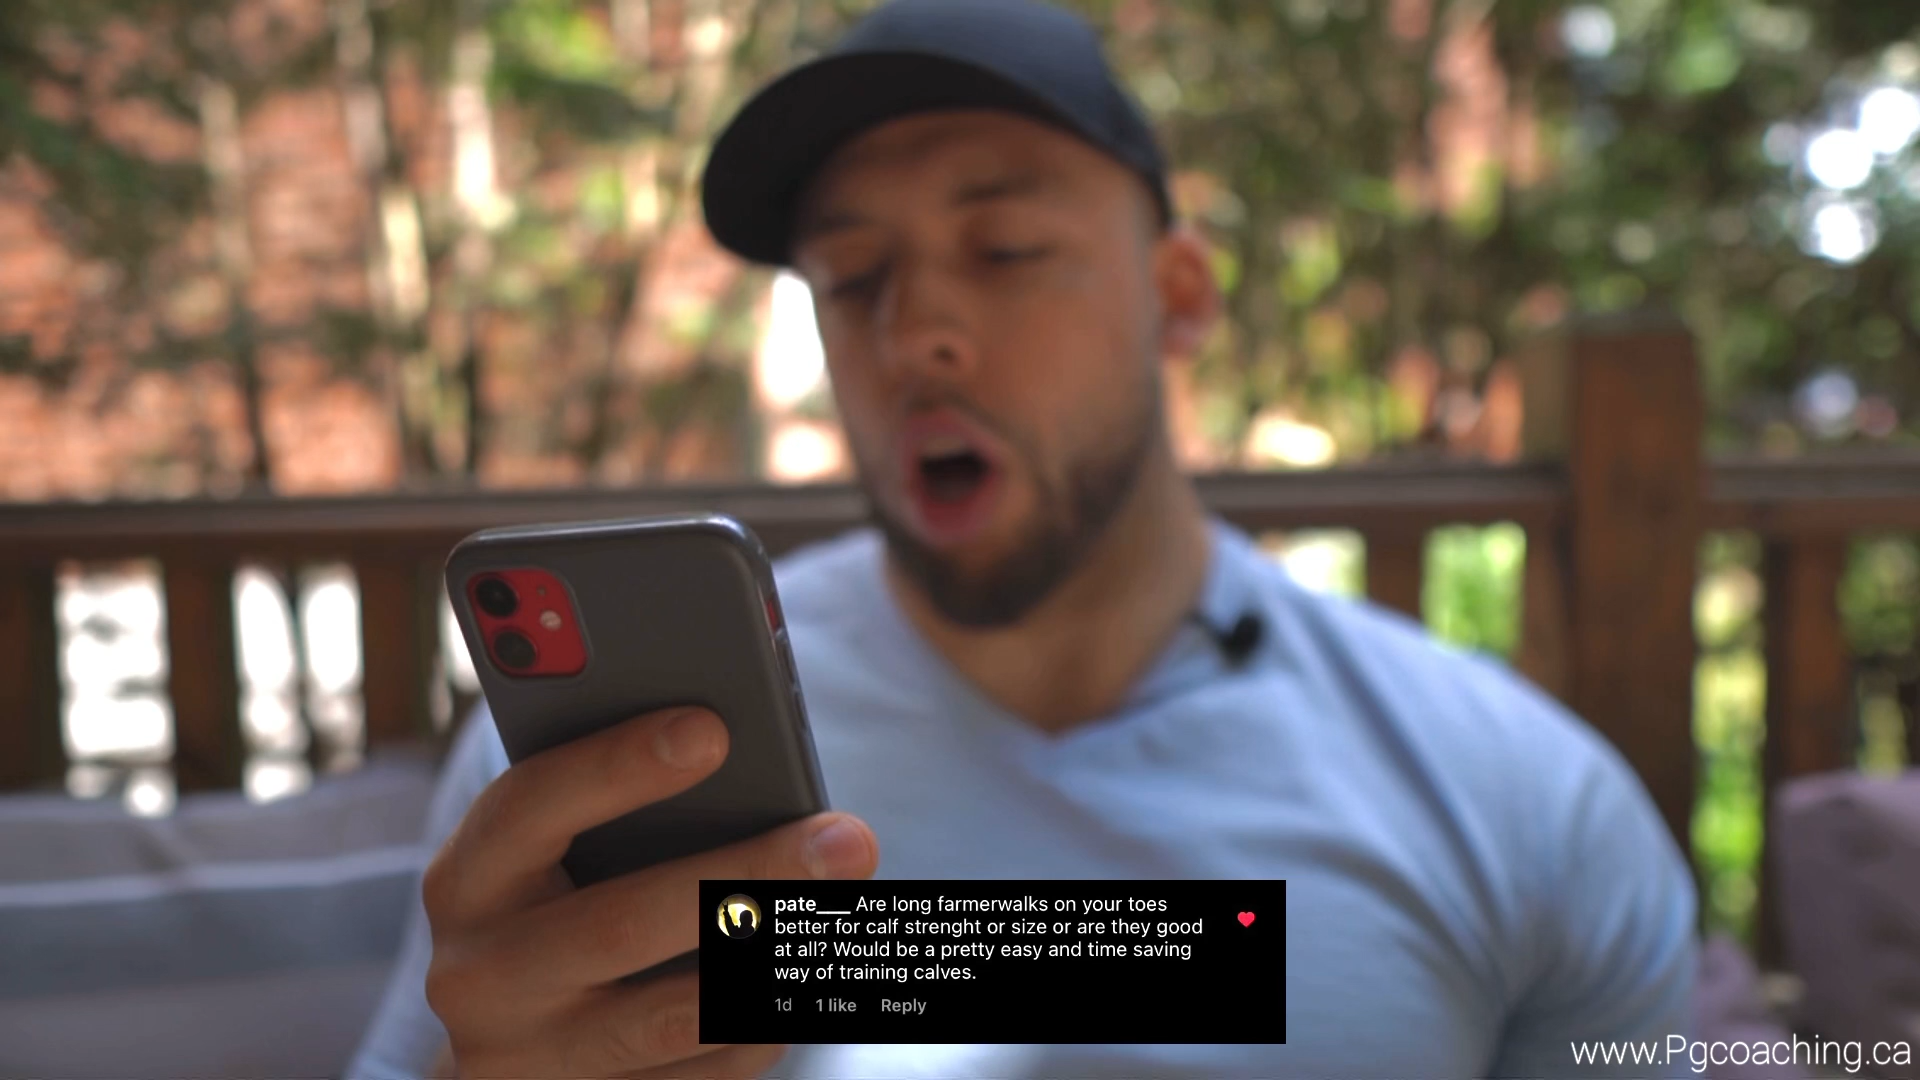 pate___ Are long farmerwalks on your toes
better for calf strenght or size or are they good
at all? Would be a pretty easy and time saving
way of training calves.
1d 1 like Reply
www.Pgcoaching.ca